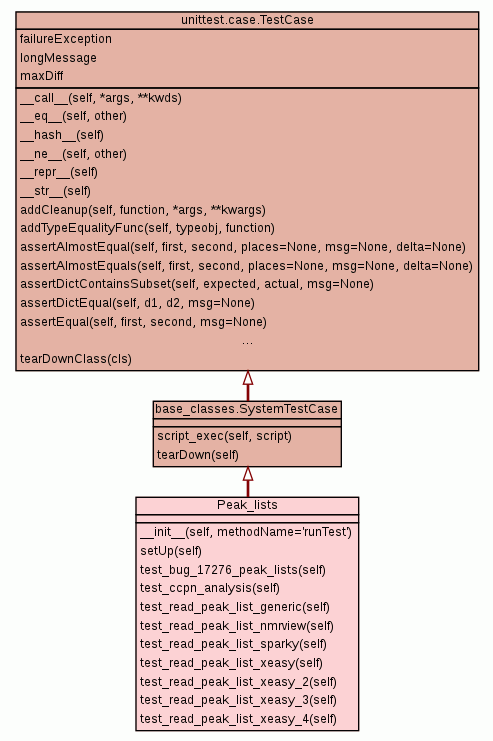 unittest.case.TestCase
failureException
longMessage
maxDiff
__call__(self, *args, **kwds)
__eq__(self, other)
__hash__(self)
__ne__(self, other)
__repr__(self)
__str__(self)
addCleanup(self, function, *args, **kwargs)
addTypeEqualityFunc(self, typeobj, function)
assertAlmostEqual(self, first, second, places=None, msg=None, delta=None)
assertAlmostEquals(self, first, second, places=None, msg=None, delta=None)
assertDictContainsSubset(self, expected, actual, msg=None)
assertDictEqual(self, d1, d2, msg=None)
assertEqual(self, first, second, msg=None)
...
tearDownClass(cls)
base_classes.SystemTestCase
script_exec(self, script)
tearDown(self)
Peak_lists
__init__(self, methodName='runTest')
setUp(self)
test_bug_17276_peak_lists(self)
test_ccpn_analysis(self)
test_read_peak_list_generic(self)
test_read_peak_list_nmrview(self)
test_read_peak_list_sparky(self)
test_read_peak_list_xeasy(self)
test_read_peak_list_xeasy_2(self)
test_read_peak_list_xeasy_3(self)
test_read_peak_list_xeasy_4(self)